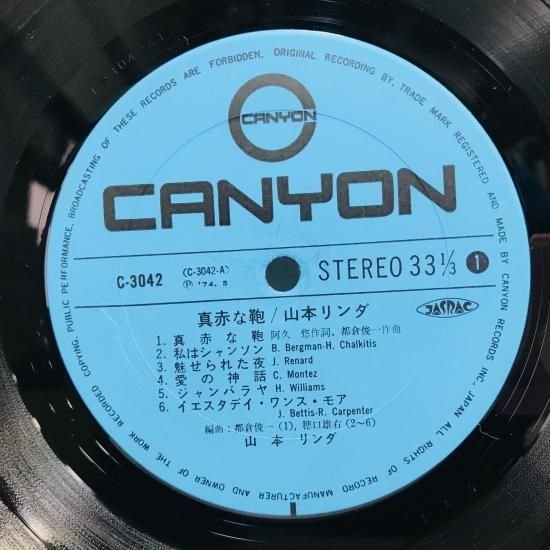 CANYON
CANYON
C-3042
(C-3042-A)
Ⓟ '74. 5
STEREO 33 1/3 1
JASRAC
真赤な鞄/山本リンダ
1. 真赤な鞄 阿久 悠作詞、都倉俊一作曲
2. 私はシャンソン B. Bergman-H. Chalkitis
3. 魅せられた夜 J. Renard
4. 愛の神話 C. Montez
5. ジャンバラヤ H. Williams
6. イエスタデイ・ワンス・モア
J. Bettis-R. Carpenter
編曲:都倉俊一(1), 穂口雄右(2~6)
山本 リンダ
ALL RIGHTS OF RECORD MANUFACTURER AND OWNER OF THE WORK RECORDED COPYING, PUBLIC PERFORMANCE, BROADCASTING OF THESE RECORDS ARE FORBIDDEN. ORIGINAL RECORDING BY. TRADE MARK REGISTERED AND MADE BY CANYON RECORDS INC, JAPAN